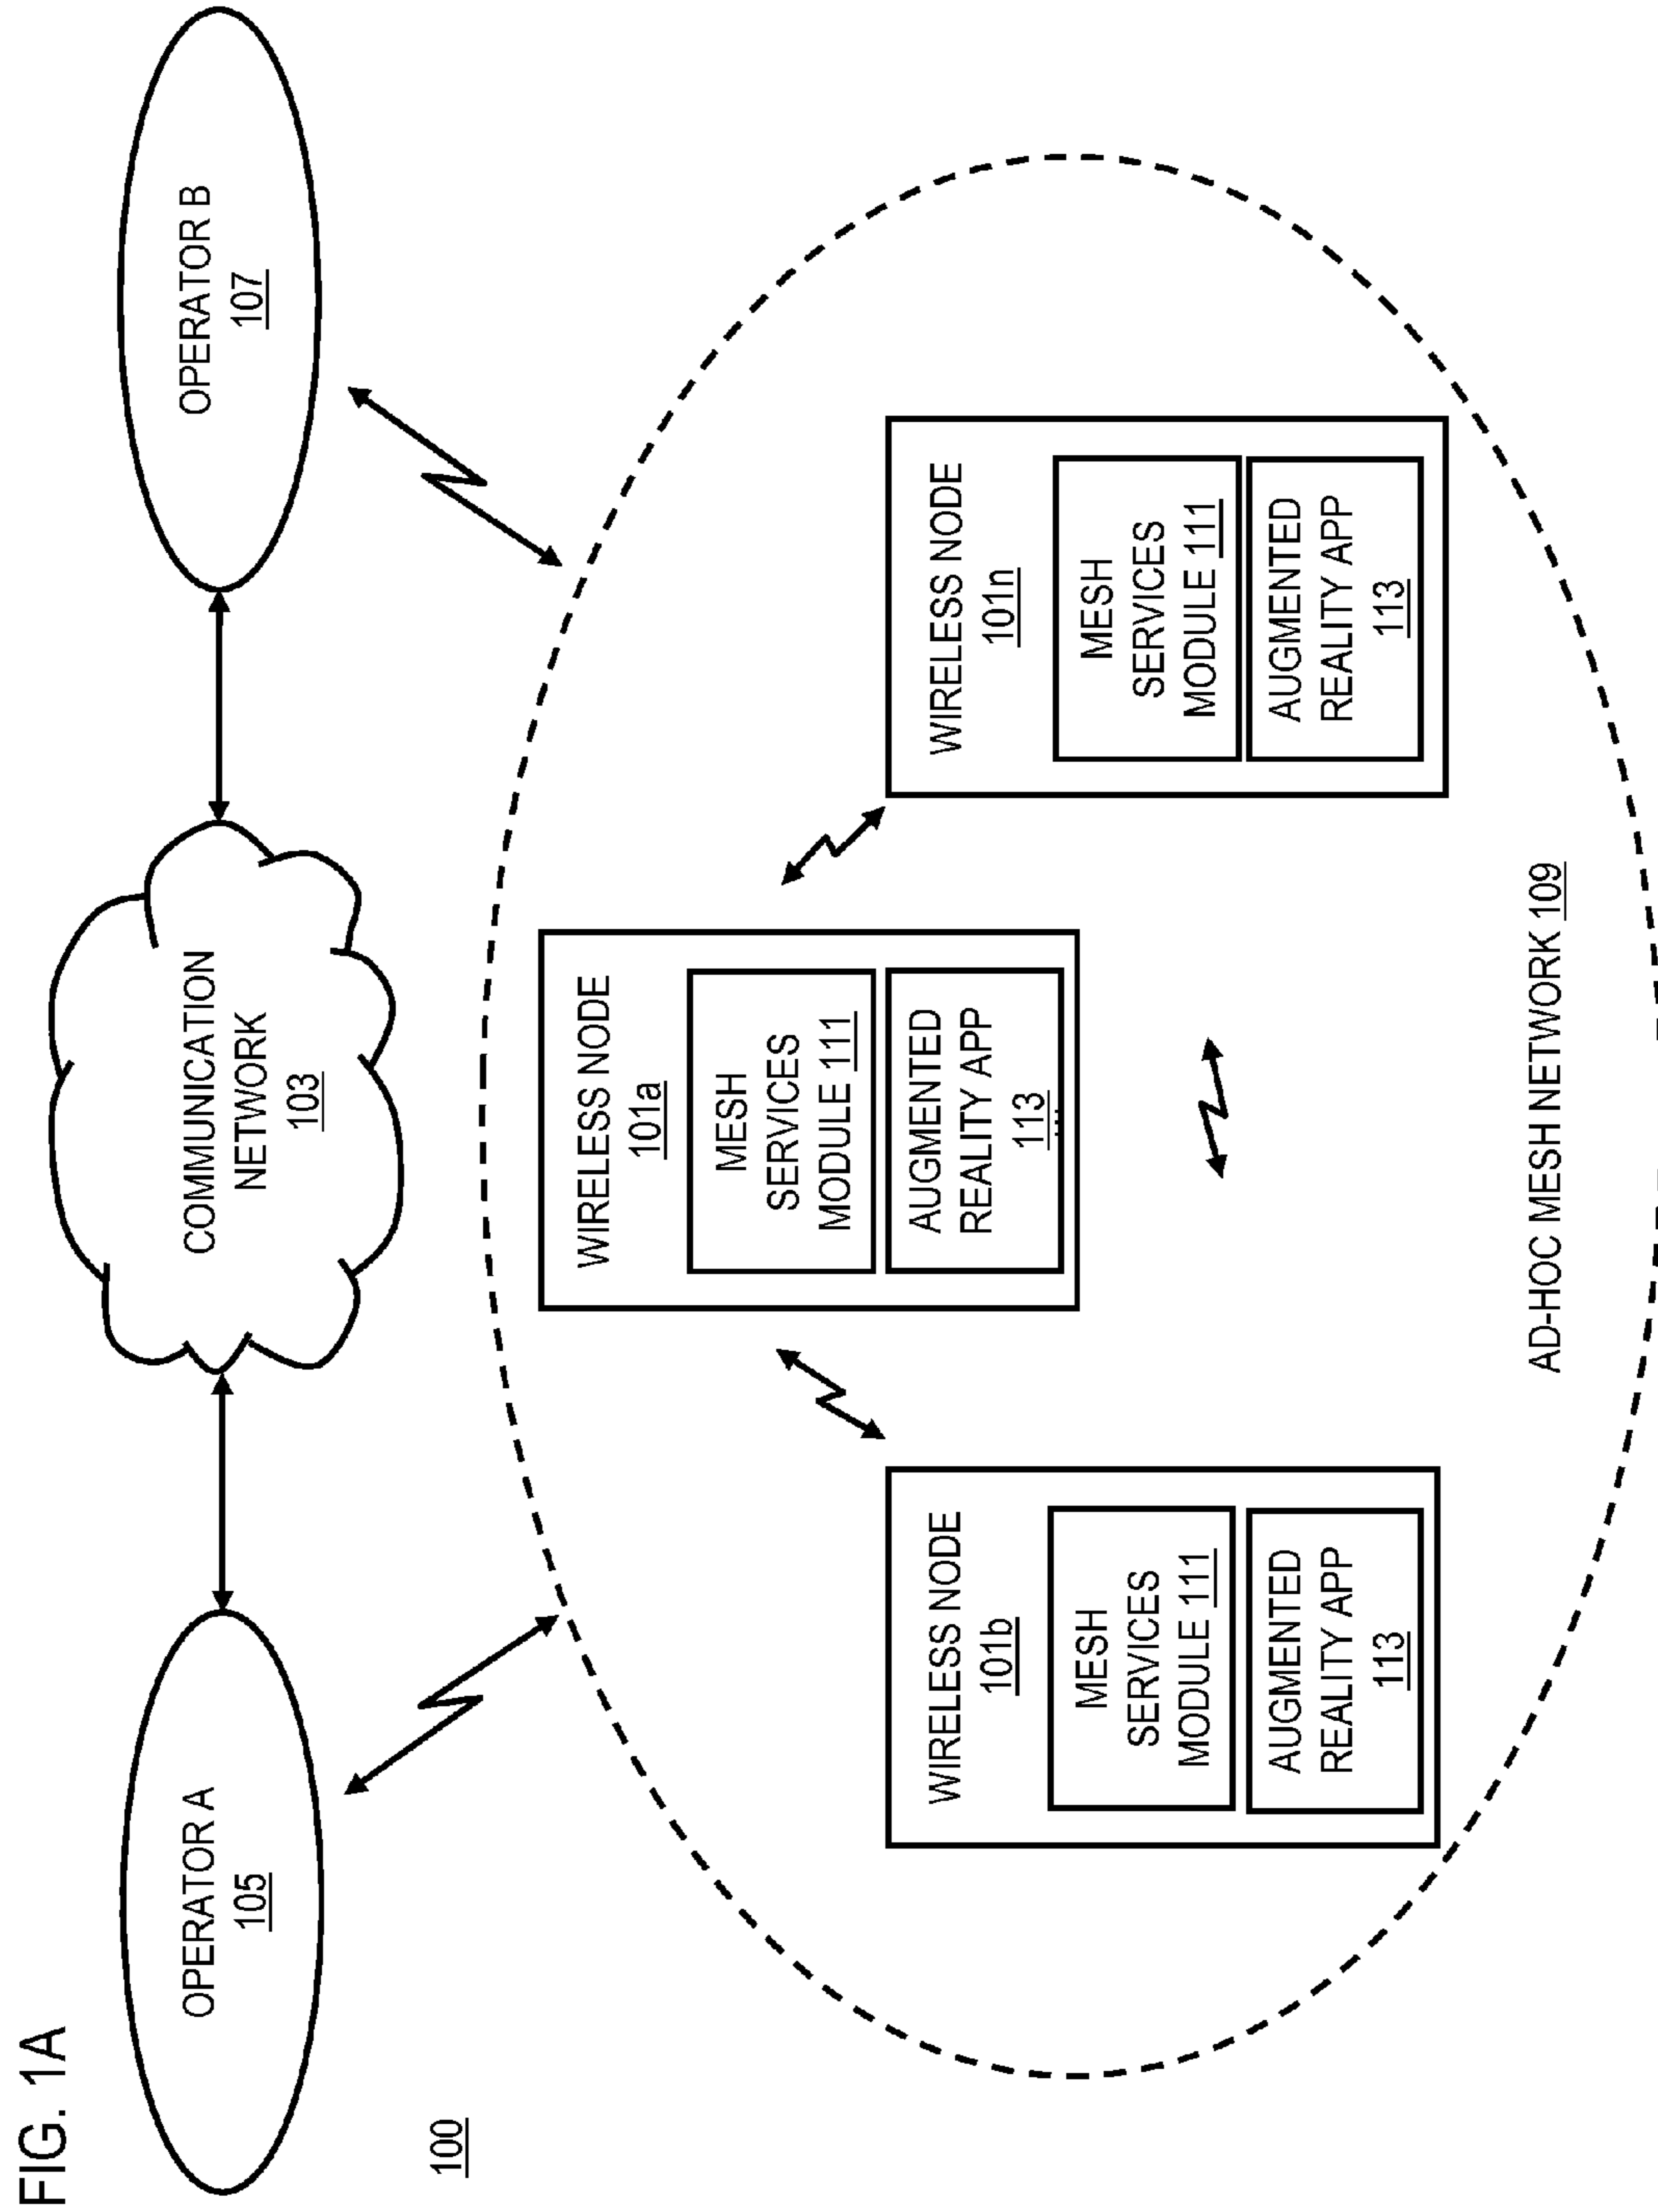 FIG. 1A
100
OPERATOR A
105
COMMUNICATION
NETWORK
103
OPERATOR B
107
WIRELESS NODE
101a
MESH
SERVICES
MODULE 111
AUGMENTED
REALITY APP
113
...
WIRELESS NODE
101b
MESH
SERVICES
MODULE 111
AUGMENTED
REALITY APP
113
WIRELESS NODE
101n
MESH
SERVICES
MODULE 111
AUGMENTED
REALITY APP
113
AD-HOC MESH NETWORK 109